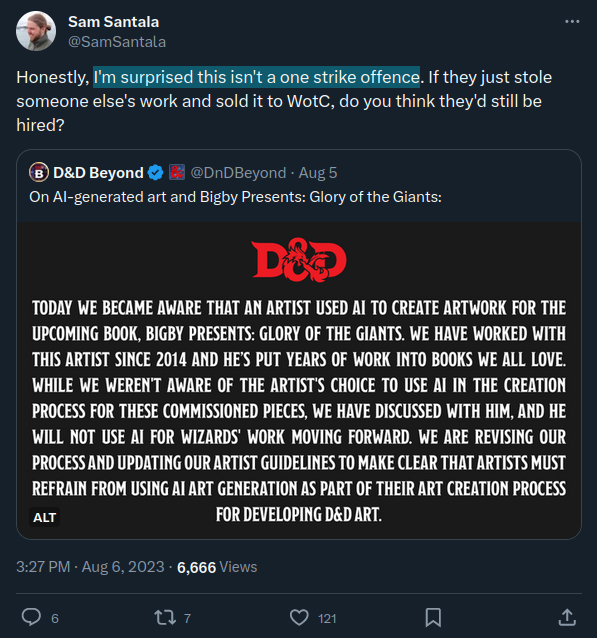 Sam Santala
@SamSantala
Honestly, I'm surprised this isn't a one strike offence. If they just stole
someone else's work and sold it to WotC, do you think they'd still be
hired?
D&D Beyond @DnDBeyond · Aug 5
On AI-generated art and Bigby Presents: Glory of the Giants:
D&D
TODAY WE BECAME AWARE THAT AN ARTIST USED AI TO CREATE ARTWORK FOR THE
UPCOMING BOOK, BIGBY PRESENTS: GLORY OF THE GIANTS. WE HAVE WORKED WITH
THIS ARTIST SINCE 2014 AND HE'S PUT YEARS OF WORK INTO BOOKS WE ALL LOVE.
WHILE WE WEREN'T AWARE OF THE ARTIST'S CHOICE TO USE AI IN THE CREATION
PROCESS FOR THESE COMMISSIONED PIECES, WE HAVE DISCUSSED WITH HIM, AND HE
WILL NOT USE AI FOR WIZARDS' WORK MOVING FORWARD. WE ARE REVISING OUR
PROCESS AND UPDATING OUR ARTIST GUIDELINES TO MAKE CLEAR THAT ARTISTS MUST
REFRAIN FROM USING AI ART GENERATION AS PART OF THEIR ART CREATION PROCESS
FOR DEVELOPING D&D ART.
ALT
3:27 PM · Aug 6, 2023 · 6,666 Views
6 7 121